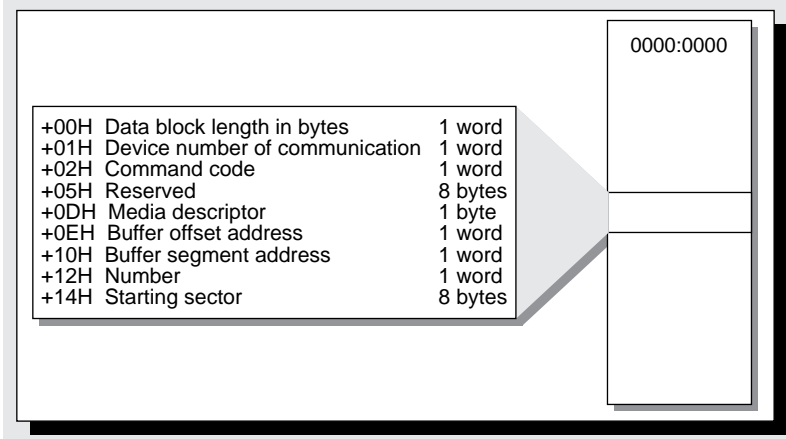 0000:0000
+00H Data block length in bytes 1 word
+01H Device number of communication 1 word
+02H Command code 1 word
+05H Reserved 8 bytes
+0DH Media descriptor 1 byte
+0EH Buffer offset address 1 word
+10H Buffer segment address 1 word
+12H Number 1 word
+14H Starting sector 8 bytes